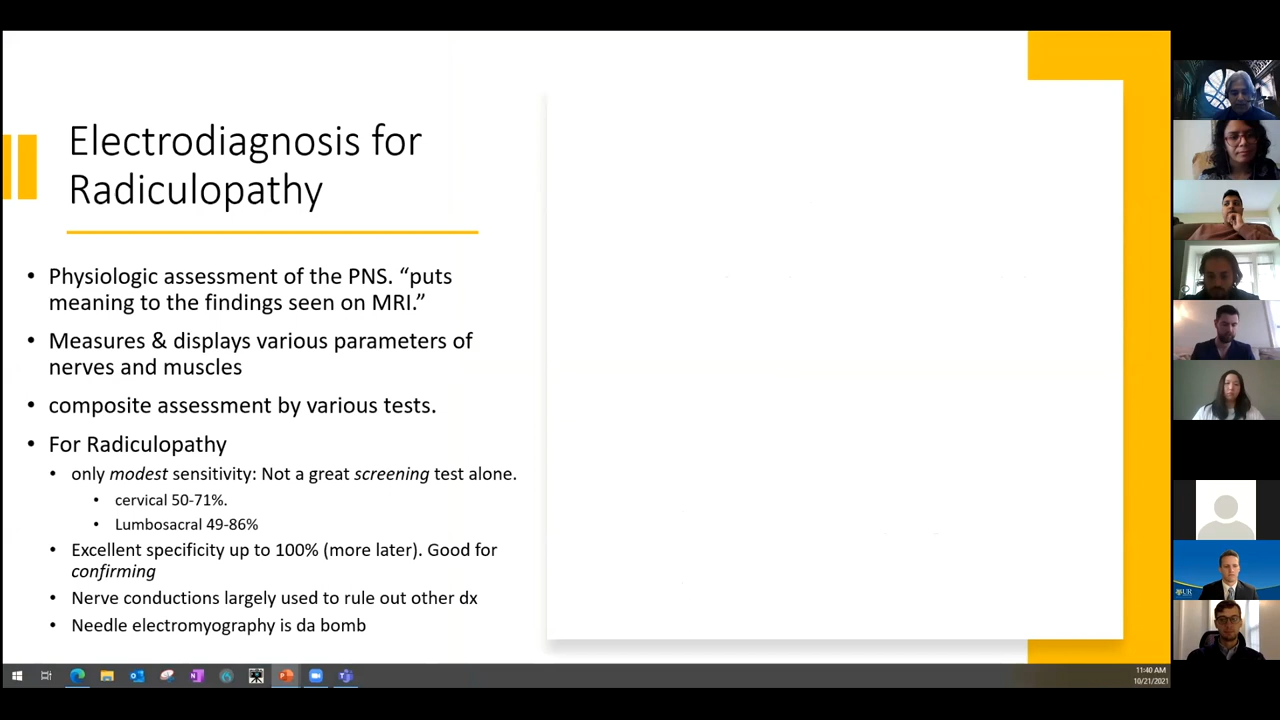 Electrodiagnosis for
Radiculopathy
• Physiologic assessment of the PNS. “puts
meaning to the findings seen on MRI.”
• Measures & displays various parameters of
nerves and muscles
• composite assessment by various tests.
• For Radiculopathy
• only modest sensitivity: Not a great screening test alone.
• cervical 50-71%.
• Lumbosacral 49-86%
• Excellent specificity up to 100% (more later). Good for
confirming
• Nerve conductions largely used to rule out other dx
• Needle electromyography is da bomb
11:40 AM
10/21/2021
UR